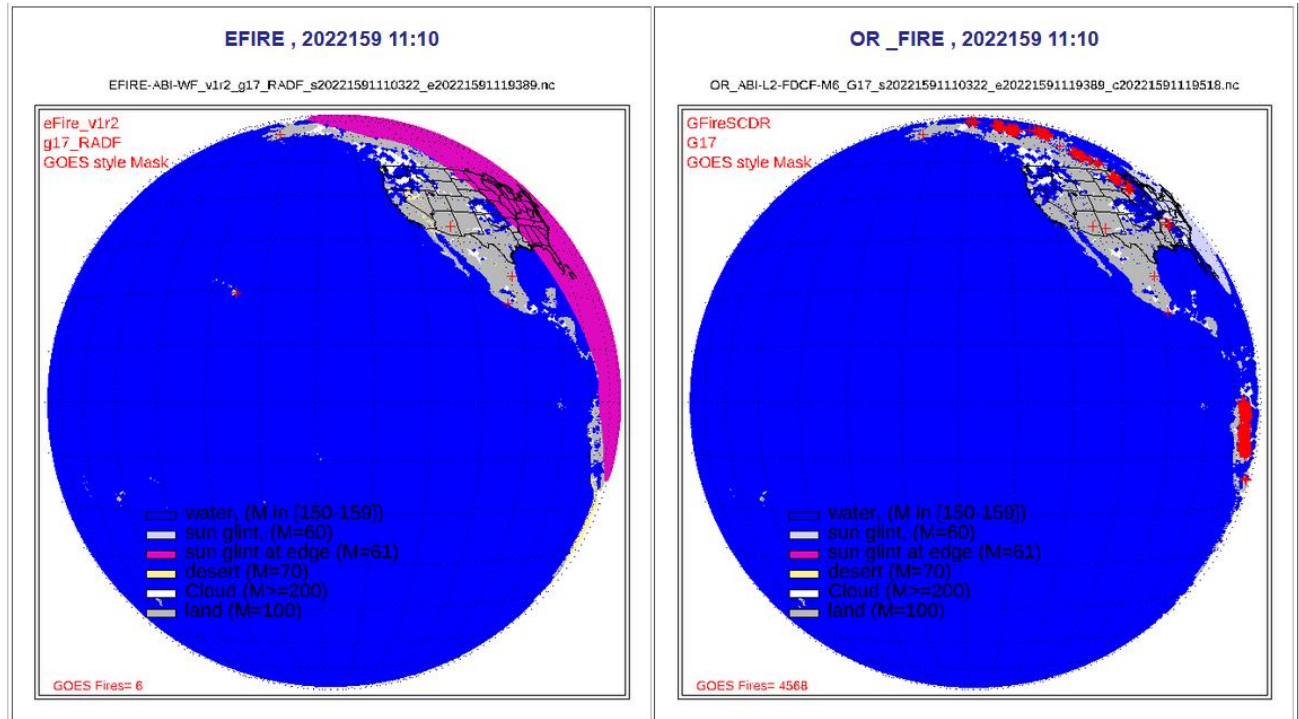 EFIRE , 2022159 11:10
EFIRE-ABI-WF_v1r2_g17_RADF_s20221591110322_e20221591119389.nc
eFire_v1r2
g17_RADF
GOES style Mask
water, (M in [150-159])
sun glint, (M=60)
sun glint at edge (M=61)
desert (M=70)
Cloud (M>=200)
land (M=100)
GOES Fires= 6
OR _FIRE , 2022159 11:10
OR_ABI-L2-FDCF-M6_G17_s20221591110322_e20221591119389_c20221591119518.nc
GFireSCDR
G17
GOES style Mask
water, (M in [150-159])
sun glint, (M=60)
sun glint at edge (M=61)
desert (M=70)
Cloud (M>=200)
land (M=100)
GOES Fires= 4568